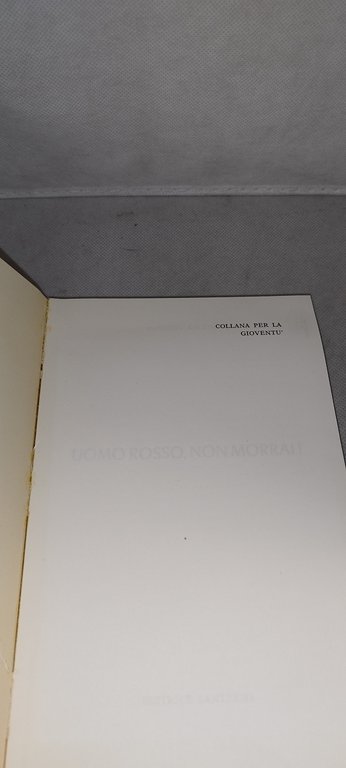 COLLANA PER LA
GIOVENTU'
UOMO ROSSO, NON MORRAI!